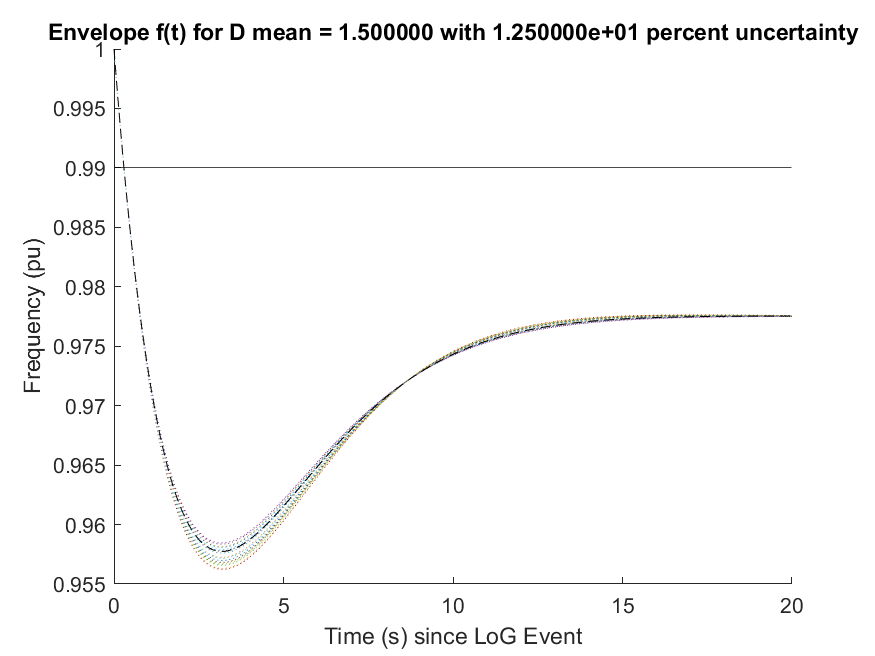 Envelope f(t) for D mean = 1.500000 with 1.250000e+01 percent uncertainty
1
0.995
0.99
0.985
0.98
0.975
0.97
0.965
0.96
0.955
Frequency (pu)
0 5 10 15 20
Time (s) since LoG Event